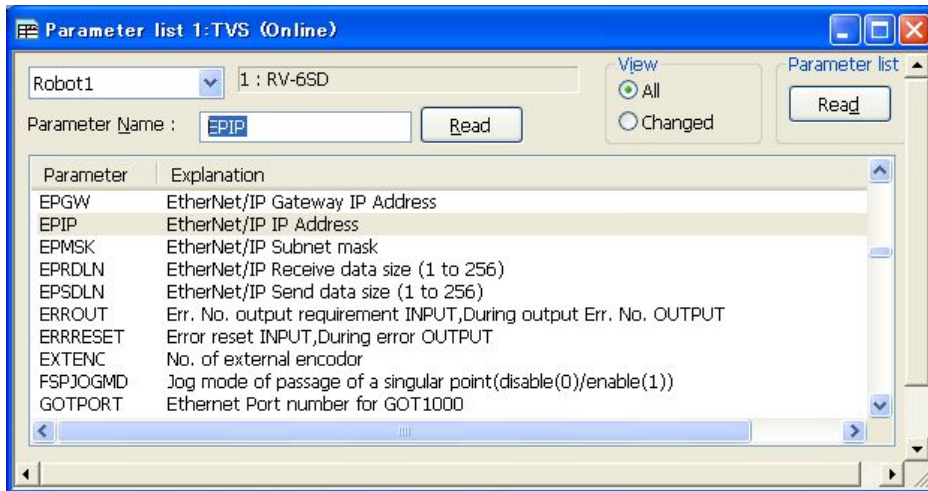 Parameter list 1:TVS (Online)
View
Parameter list
Robot1
1 : RV-6SD
All
Read
Parameter Name :
EPIP
Read
Changed
Parameter Explanation
EPGW EtherNet/IP Gateway IP Address
EPIP EtherNet/IP IP Address
EPMSK EtherNet/IP Subnet mask
EPRDLN EtherNet/IP Receive data size (1 to 256)
EPSDLN EtherNet/IP Send data size (1 to 256)
ERROUT Err. No. output requirement INPUT,During output Err. No. OUTPUT
ERRRESET Error reset INPUT,During error OUTPUT
EXTENC No. of external encodor
FSPJOGMD Jog mode of passage of a singular point(disable(0)/enable(1))
GOTPORT Ethernet Port number for GOT1000